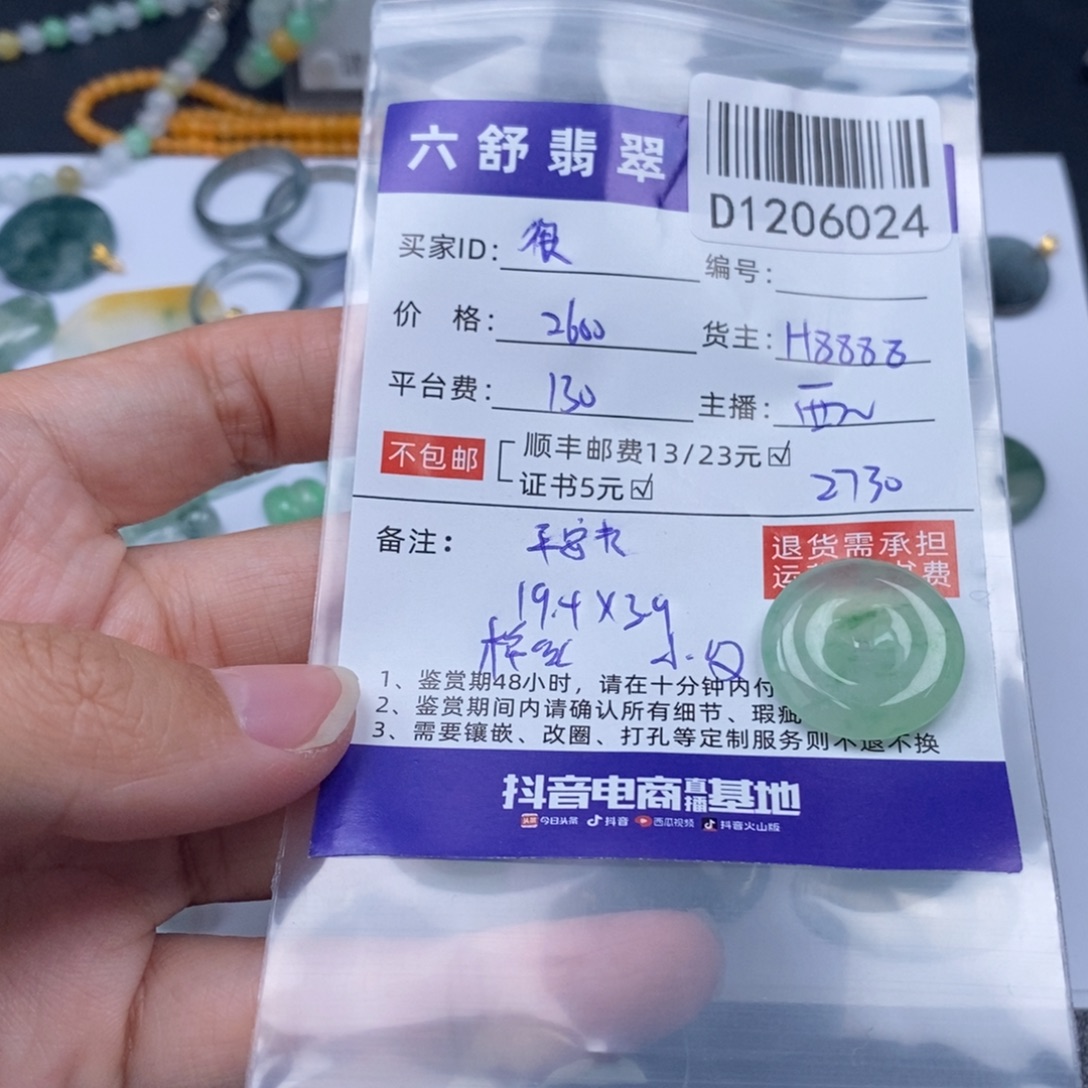 六舒翡翠
D1206024
买家ID:
编号:
价 格: 2600
货主: H8888
平台费: 130
主播:
不包邮
顺丰邮费13/23元☑
证书5元☑
2730
备注:
退货需承担
费
19.4×3.9
1、鉴赏期48小时，请在十分钟内付
2、鉴赏期间内请确认所有细节、瑕疵
3、需要镶嵌、改圈、打孔等定制服务则不退不换
抖音电商直播基地
今日头条 抖音 西瓜视频 抖音火山版